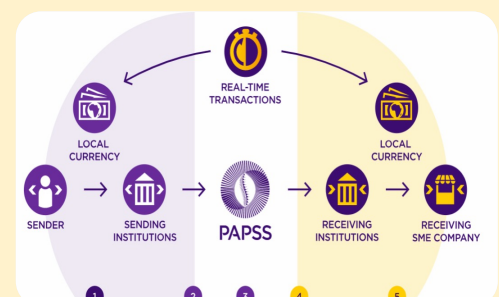 REAL-TIME
TRANSACTIONS
LOCAL
CURRENCY
LOCAL
CURRENCY
SENDER
SENDING
INSTITUTIONS
PAPSS
RECEIVING
INSTITUTIONS
RECEIVING
SME COMPANY
1
2
3
4
5